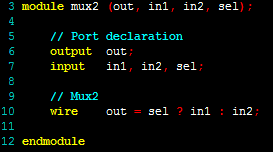 3 module mux2 (out, in1, in2, sel);
4
5 // Port declaration
6 output out;
7 input in1, in2, sel;
8
9 // Mux2
10 wire out = sel ? in1 : in2;
11
12 endmodule